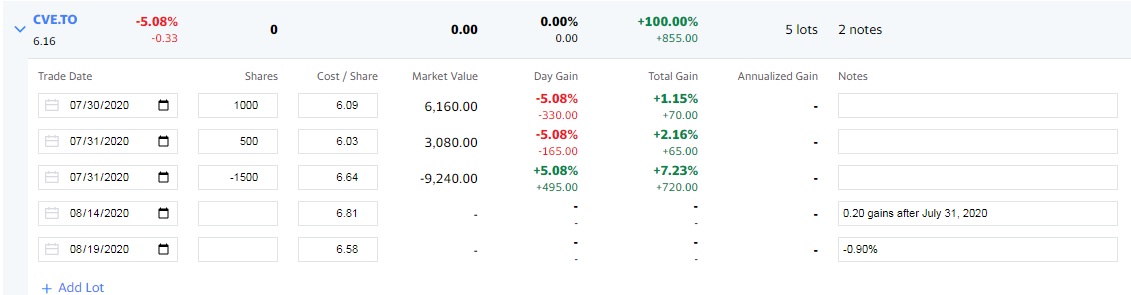 CVE.TO -5.08% 0 0.00 0.00% +100.00% 5 lots 2 notes
6.16 -0.33 0.00 +855.00
Trade Date Shares Cost / Share Market Value Day Gain Total Gain Annualized Gain Notes
07/30/2020 1000 6.09 6,160.00 -5.08% +1.15% -
-330.00 +70.00
07/31/2020 500 6.03 3,080.00 -5.08% +2.16% -
-165.00 +65.00
07/31/2020 -1500 6.64 -9,240.00 +5.08% +7.23% -
+495.00 +720.00
08/14/2020 6.81 - - - - 0.20 gains after July 31, 2020
- -
08/19/2020 6.58 - - - - -0.90%
- -
+ Add Lot